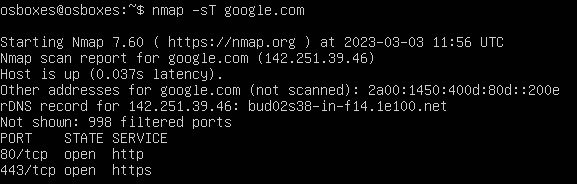 osboxes@osboxes:~$ nmap -sT google.com
Starting Nmap 7.60 ( https://nmap.org ) at 2023-03-03 11:56 UTC
Nmap scan report for google.com (142.251.39.46)
Host is up (0.037s latency).
Other addresses for google.com (not scanned): 2a00:1450:400d:80d::200e
rDNS record for 142.251.39.46: bud02s38-in-f14.1e100.net
Not shown: 998 filtered ports
PORT    STATE SERVICE
80/tcp  open  http
443/tcp open  https